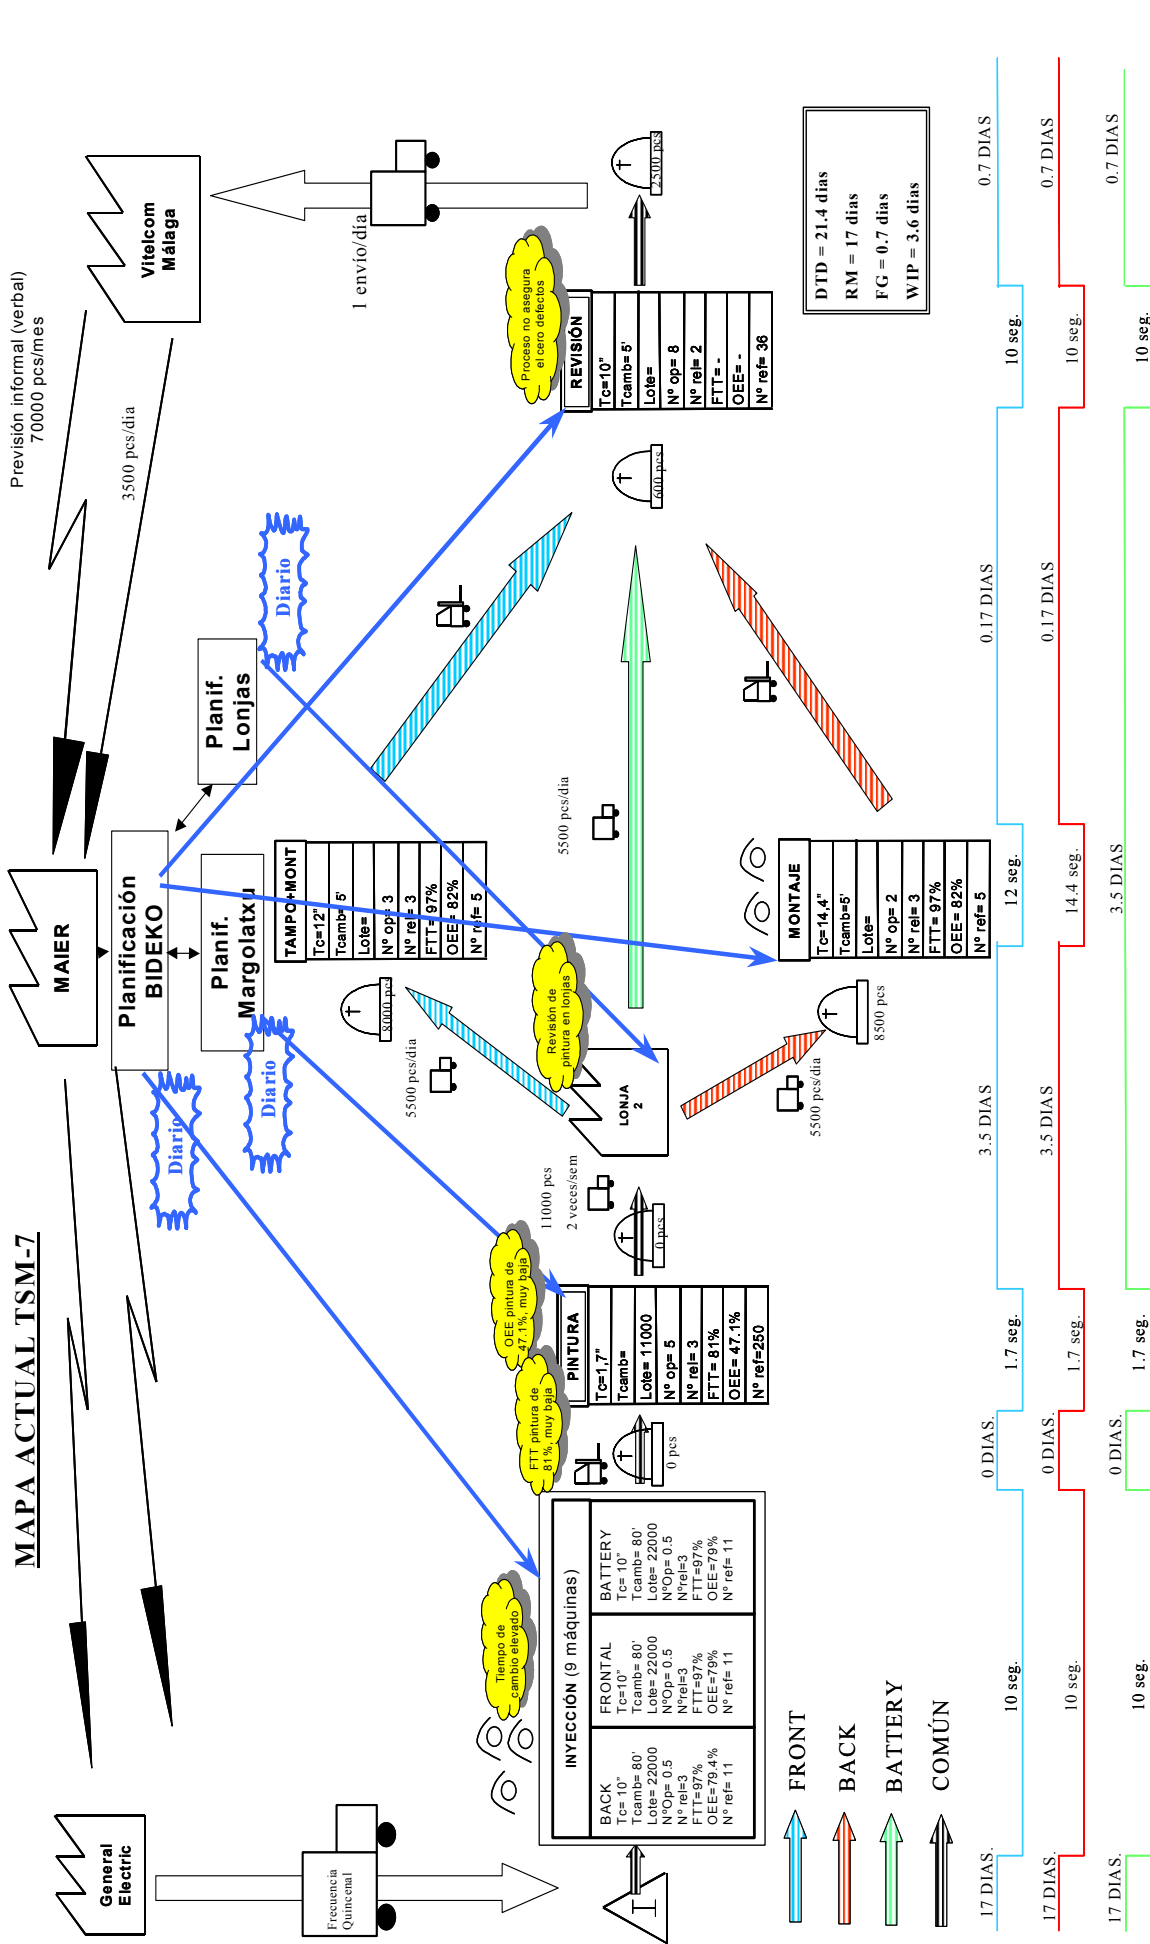 MAPA ACTUAL TSM-7
General
Electric
MAIER
Vitelcom
Málaga
Previsión informal (verbal)
70000 pcs/mes
3500 pcs/dia
Planificación
BIDEKO
Planif.
Margolatxu
Planif.
Lonjas
Diario
Diario
Diario
Frecuencia
Quincenal
1 envío/día
Tiempo de
cambio elevado
FTT pintura de
81%, muy baja
OEE pintura de
47.1%, muy baja
Revisión de
pintura en lonjas
Proceso no asegura
el cero defectos
I
INYECCIÓN (9 máquinas)
BACK
Tc= 10"
Tcamb= 80'
Lote= 22000
NºOp= 0.5
Nº rel=3
FTT=97%
OEE=79.4%
Nº ref= 11
FRONTAL
Tc=10"
Tcamb= 80'
Lote= 22000
NºOp= 0.5
Nºrel=3
FTT=97%
OEE=79%
Nº ref= 11
BATTERY
Tc= 10"
Tcamb= 80'
Lote= 22000
NºOp= 0.5
Nºrel=3
FTT=97%
OEE=79%
Nº ref= 11
0 pcs
PINTURA
Tc=1,7"
Tcamb=
Lote= 11000
Nº op= 5
Nº rel= 3
FTT= 81%
OEE= 47.1%
Nº ref=250
0 pcs
11000 pcs
2 veces/sem
LONJA
2
5500 pcs/dia
8000 pcs
5500 pcs/dia
8500 pcs
TAMPO+MONT
Tc=12"
Tcamb= 5'
Lote=
Nº op= 3
Nº rel= 3
FTT= 97%
OEE= 82%
Nº ref= 5
MONTAJE
Tc=14,4"
Tcamb=5'
Lote=
Nº op= 2
Nº rel= 3
FTT= 97%
OEE= 82%
Nº ref= 5
5500 pcs/dia
600 pcs
REVISIÓN
Tc=10"
Tcamb= 5'
Lote=
Nº op= 8
Nº rel= 2
FTT= -
OEE= -
Nº ref= 36
2500 pcs
DTD = 21.4 dias
RM = 17 dias
FG = 0.7 dias
WIP = 3.6 dias
FRONT
BACK
BATTERY
COMÚN
17 DIAS.
10 seg.
0 DIAS.
1.7 seg.
3.5 DIAS
12 seg.
0.17 DIAS
10 seg.
0.7 DIAS
17 DIAS.
10 seg.
0 DIAS.
1.7 seg.
3.5 DIAS
14.4 seg.
0.17 DIAS
10 seg.
0.7 DIAS
17 DIAS.
10 seg.
0 DIAS.
1.7 seg.
3.5 DIAS
10 seg.
0.7 DIAS